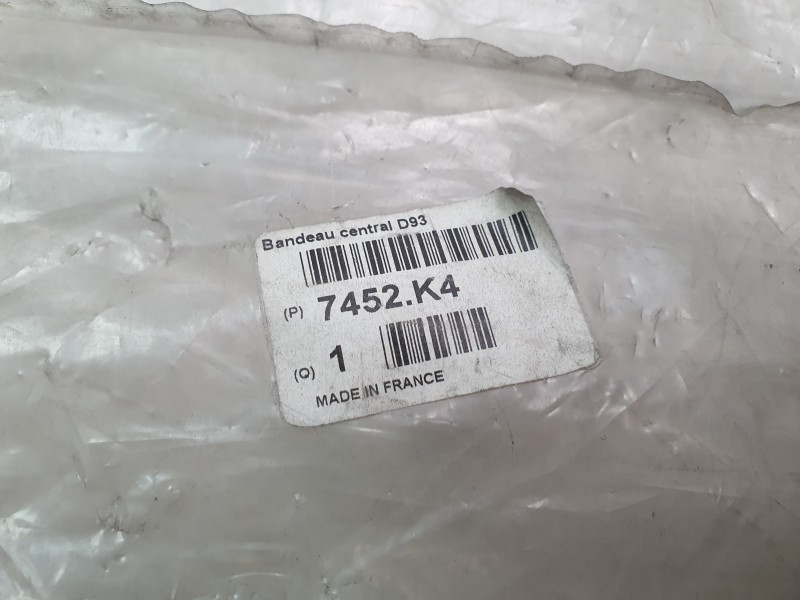 Bandeau central D93
(P) 7452.K4
(Q) 1
MADE IN FRANCE